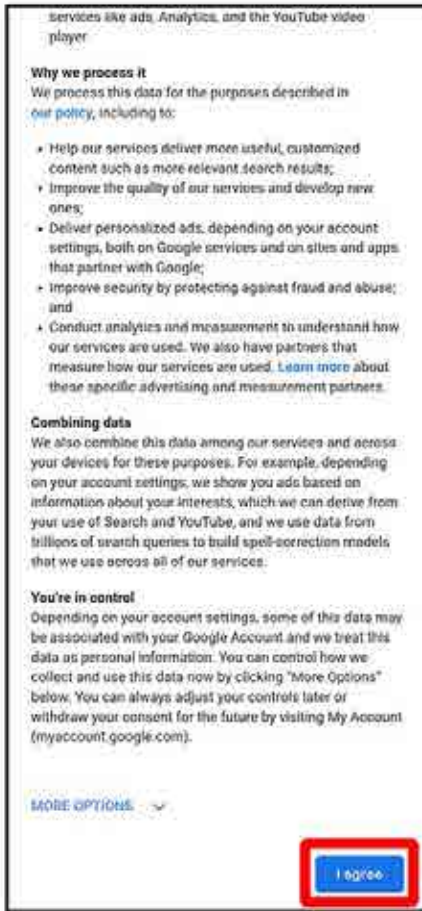 services like ads, Analytics, and the YouTube video
player
Why we process it
We process this data for the purposes described in
our policy, including to:
• Help our services deliver more useful, customized
content such as more relevant search results;
• Improve the quality of our services and develop new
ones;
• Deliver personalized ads, depending on your account
settings, both on Google services and on sites and apps
that partner with Google;
• Improve security by protecting against fraud and abuse;
and
• Conduct analytics and measurement to understand how
our services are used. We also have partners that
measure how our services are used. Learn more about
these specific advertising and measurement partners.
Combining data
We also combine this data among our services and across
your devices for these purposes. For example, depending
on your account settings, we show you ads based on
information about your interests, which we can derive from
your use of Search and YouTube, and we use data from
trillions of search queries to build spell-correction models
that we use across all of our services.
You're in control
Depending on your account settings, some of this data may
be associated with your Google Account and we treat this
data as personal information. You can control how we
collect and use this data now by clicking "More Options"
below. You can always adjust your controls later or
withdraw your consent for the future by visiting My Account
(myaccount.google.com).
MORE OPTIONS
I agree